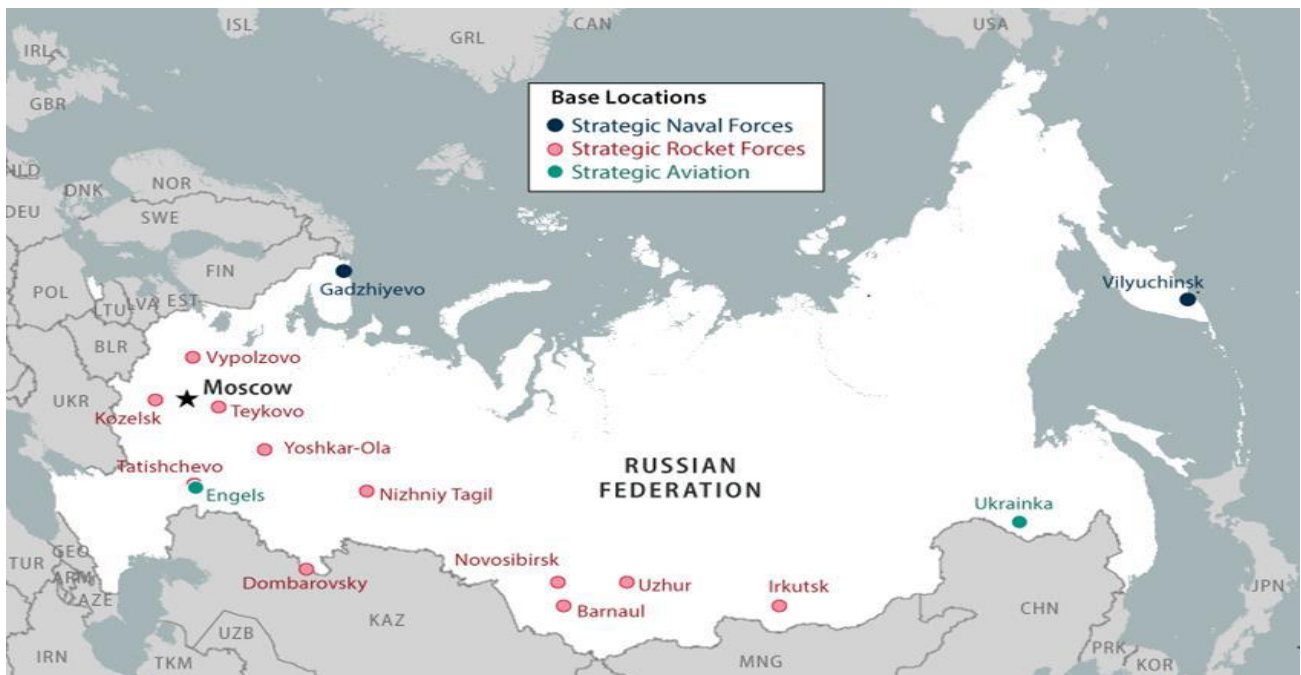 ISL
GRL
CAN
USA
IRL
GBR
Base Locations
Strategic Naval Forces
Strategic Rocket Forces
Strategic Aviation
NLD
DNK
NOR
DEU
SWE
FIN
POL
LTU
LVA
EST
BLR
UKR
Gadzhiyevo
Vilyuchinsk
Vypolzovo
Moscow
Kozelsk
Teykovo
Yoshkar-Ola
Tatishchevo
Engels
Nizhniy Tagil
RUSSIAN
FEDERATION
Ukrainka
Novosibirsk
Uzhur
Irkutsk
Barnaul
Dombarovsky
TUR
GEO
ARM
AZE
KAZ
CHN
JPN
UZB
TKM
IRN
MNG
PRK
KOR